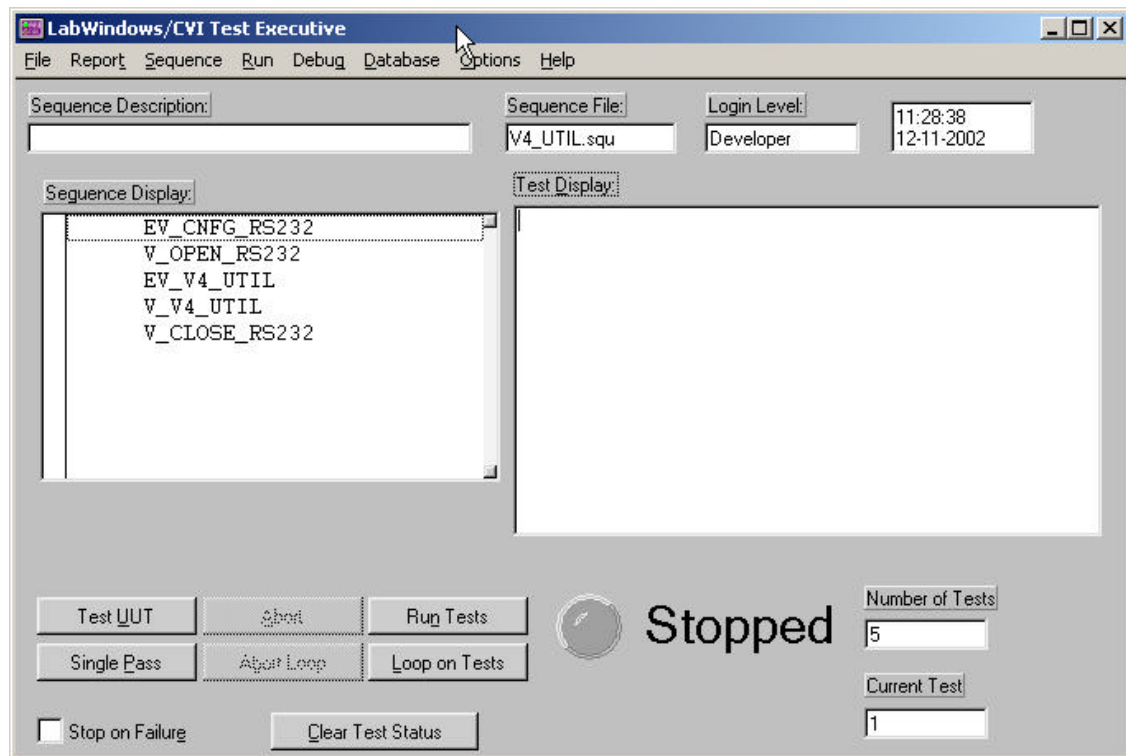 LabWindows/CVI Test Executive
File Report Sequence Run Debug Database Options Help
Sequence Description:
Sequence File:
V4_UTIL.squ
Login Level:
Developer
11:28:38
12-11-2002
Sequence Display:
EV_CNFG_RS232
V_OPEN_RS232
EV_V4_UTIL
V_V4_UTIL
V_CLOSE_RS232
Test Display:
Test UUT
Abort
Run Tests
Single Pass
Abort Loop
Loop on Tests
Stop on Failure
Clear Test Status
Stopped
Number of Tests
5
Current Test
1